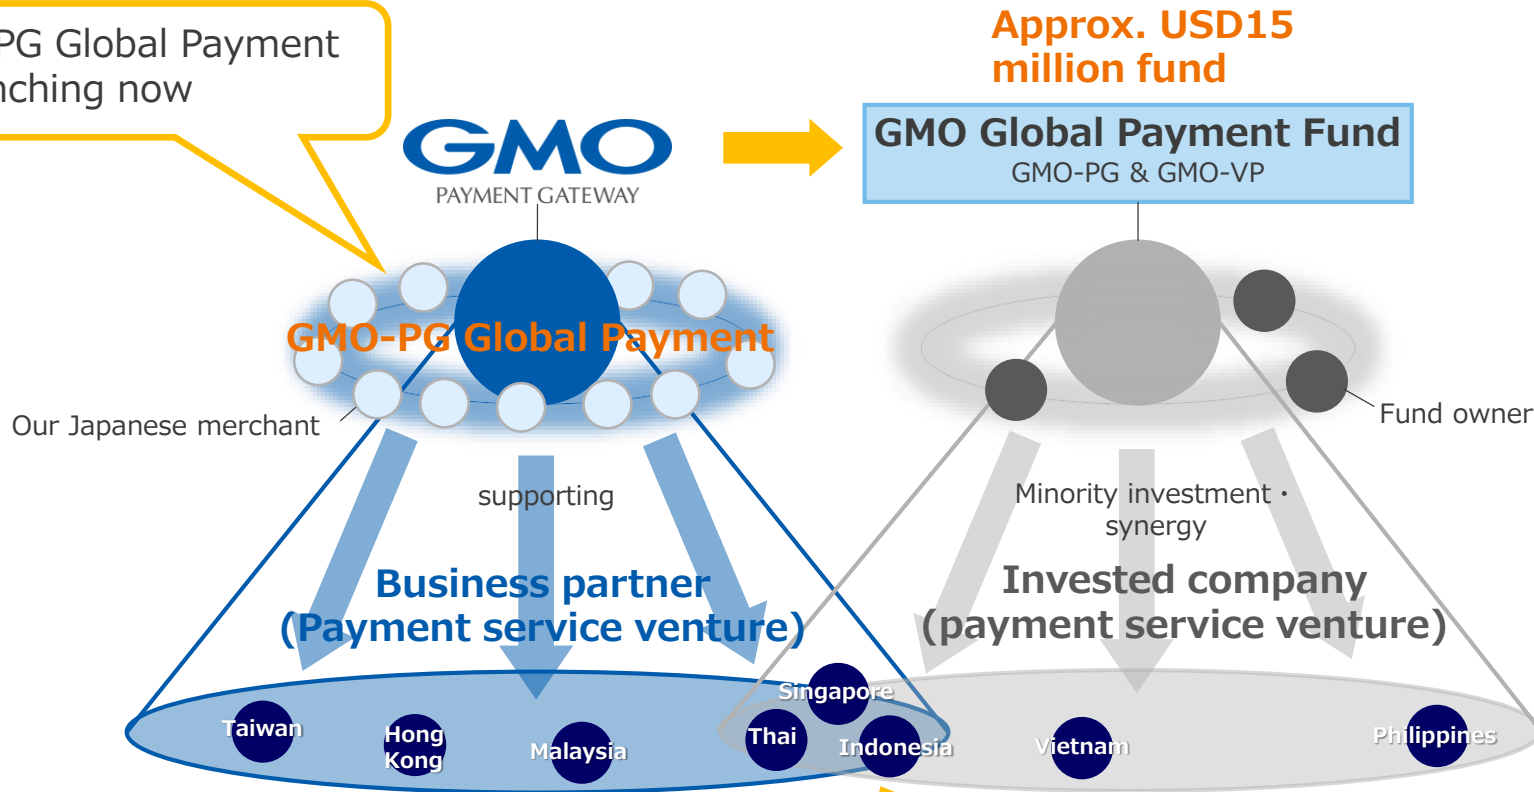 PG Global Payment
nching now
Approx. USD15
million fund
GMO
PAYMENT GATEWAY
GMO Global Payment Fund
GMO-PG & GMO-VP
GMO-PG Global Payment
Our Japanese merchant
Fund owner
supporting
Minority investment・
synergy
Business partner
(Payment service venture)
Invested company
(payment service venture)
Taiwan
Hong
Kong
Malaysia
Thai
Singapore
Indonesia
Vietnam
Philippines